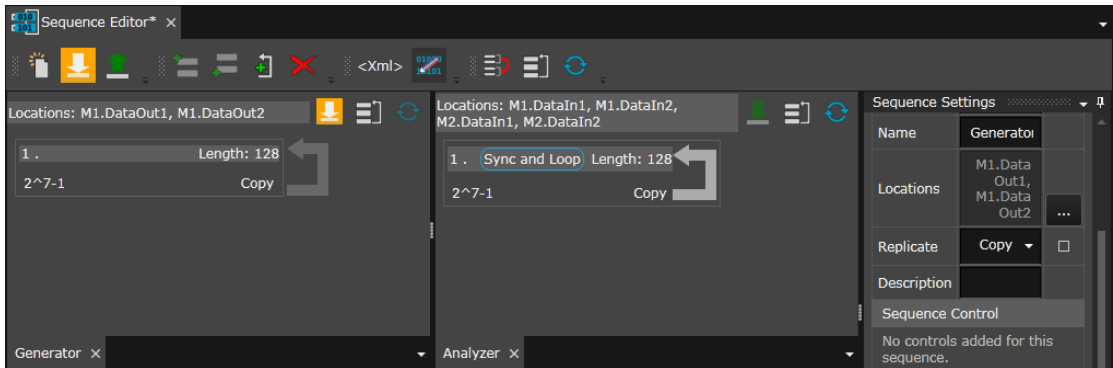 Sequence Editor* ×
<Xml>
Locations: M1.DataOut1, M1.DataOut2
1 . Length: 128
2^7-1 Copy
Generator ×
Locations: M1.DataIn1, M1.DataIn2,
M2.DataIn1, M2.DataIn2
1 . Sync and Loop Length: 128
2^7-1 Copy
Analyzer ×
Sequence Settings
Name Generator
Locations M1.Data
Out1,
M1.Data
Out2 ...
Replicate Copy
Description
Sequence Control
No controls added for this
sequence.